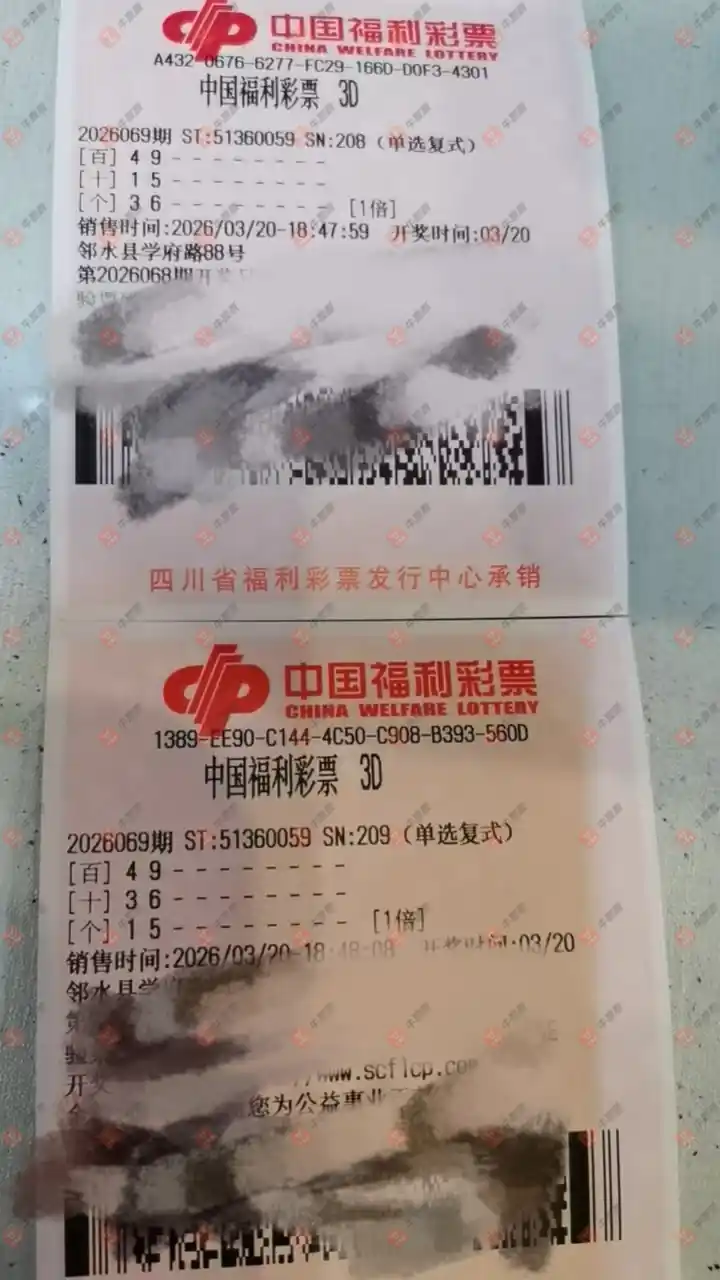 中国福利彩票
CHINA WELFARE LOTTERY
A432-0676-6277-FC29-166D-D0F3-4301
中国福利彩票 3D
2026069期 ST:51360059 SN:208 (单选复式)
[百] 4 9 - - - - - - - -
[十] 1 5 - - - - - - - -
[个] 3 6 - - - - - - - - [1倍]
销售时间:2026/03/20-18:47:59 开奖时间:03/20
邻水县学府路88号
第2026068期开奖
四川省福利彩票发行中心承销
中国福利彩票
CHINA WELFARE LOTTERY
1389-EE90-C144-4C50-C908-B393-560D
中国福利彩票 3D
2026069期 ST:51360059 SN:209 (单选复式)
[百] 4 9 - - - - - - - -
[十] 3 6 - - - - - - - -
[个] 1 5 - - - - - - - - [1倍]
销售时间:2026/03/20-18:48:08 开奖时间:03/20
邻水县学
www.scflcp.com
开奖
您为公益事业